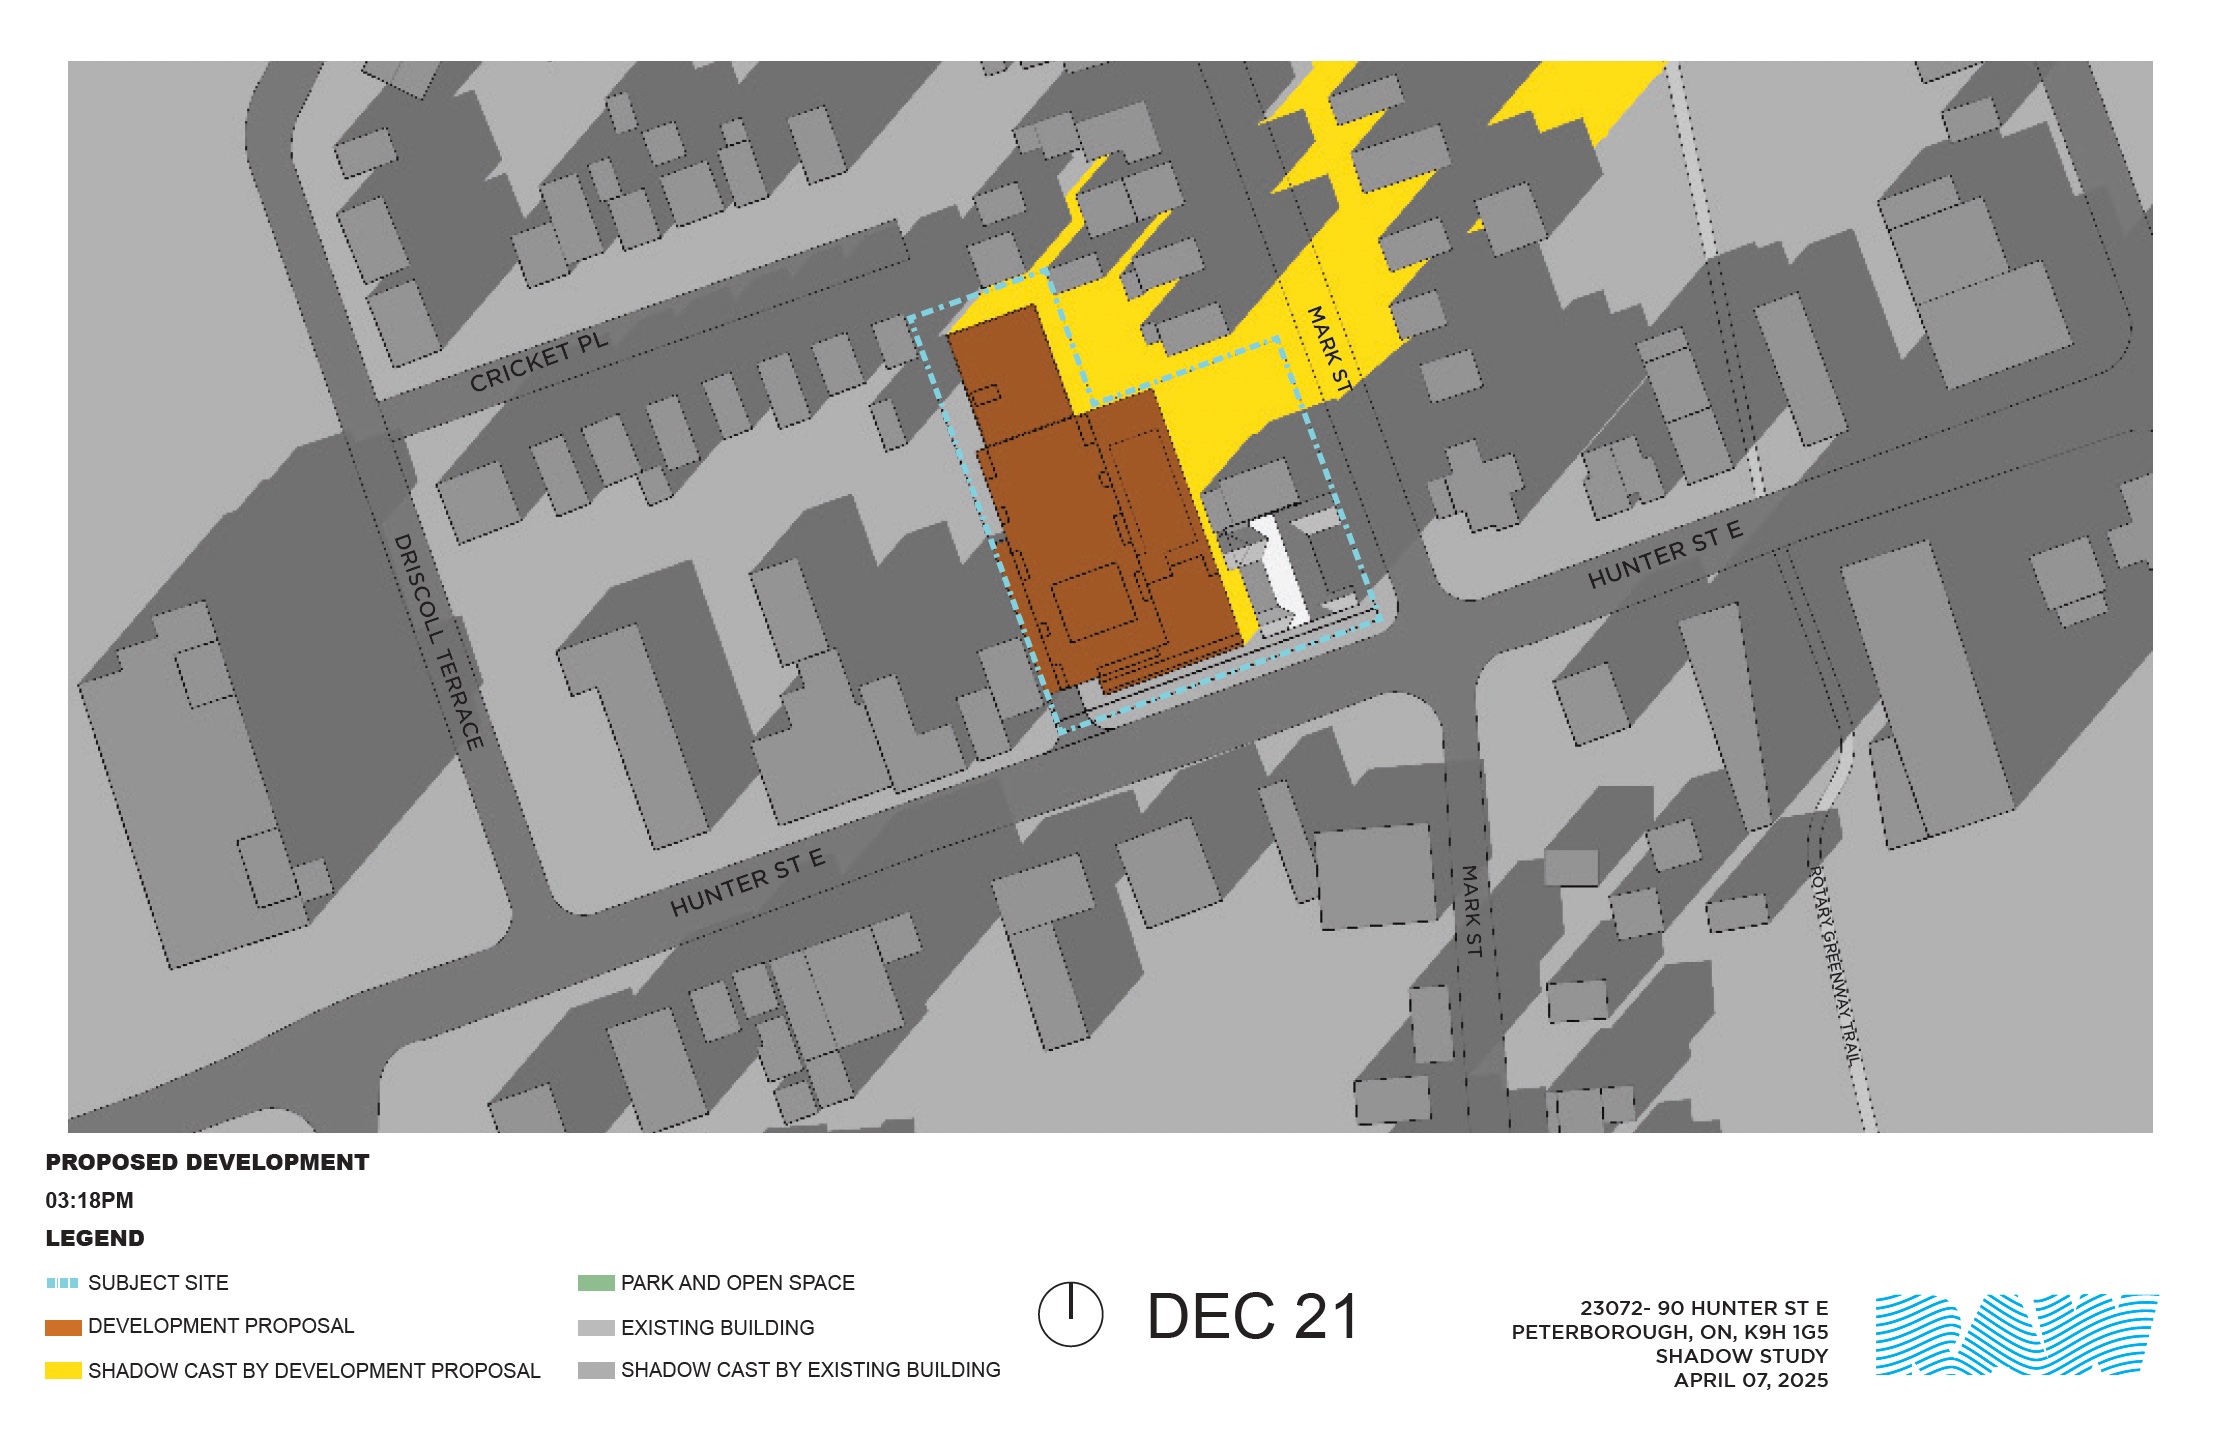 CRICKET PL
MARK ST
DRISCOLL TERRACE
HUNTER ST E
HUNTER ST E
MARK ST
ROTARY GREENWAY TRAIL
PROPOSED DEVELOPMENT
03:18PM
LEGEND
SUBJECT SITE
DEVELOPMENT PROPOSAL
SHADOW CAST BY DEVELOPMENT PROPOSAL
PARK AND OPEN SPACE
EXISTING BUILDING
SHADOW CAST BY EXISTING BUILDING
DEC 21
23072- 90 HUNTER ST E
PETERBOROUGH, ON, K9H 1G5
SHADOW STUDY
APRIL 07, 2025